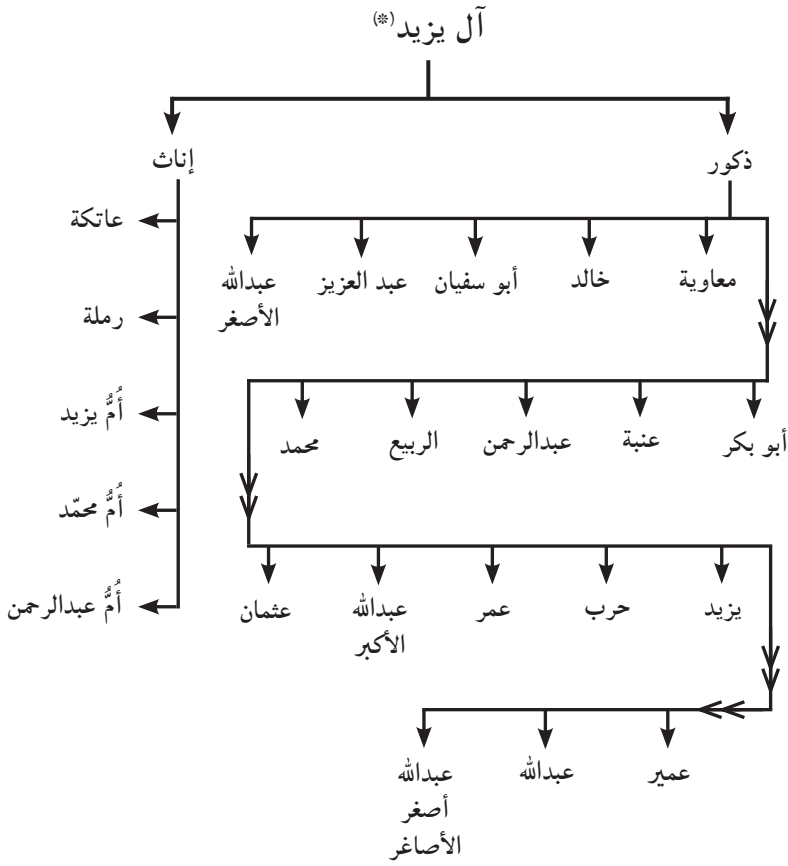 آل يزيد(*)
ذكور
إناث
معاوية
خالد
أبو سفيان
عبد العزيز
عبدالله
الأصغر
أبو بكر
عنبة
عبدالرحمن
الربيع
محمد
يزيد
حرب
عمر
عبدالله
الأكبر
عثمان
عمير
عبدالله
عبدالله
أصغر
الأصاغر
عاتكة
رملة
أُمُّ يزيد
أُمُّ محمّد
أُمُّ عبدالرحمن